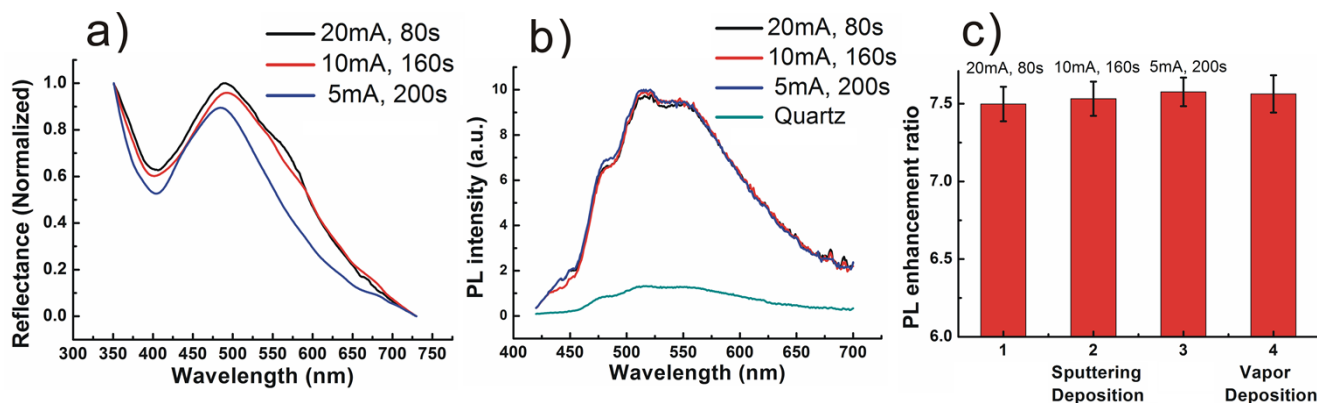 a)
20mA, 80s
10mA, 160s
5mA, 200s
Reflectance (Normalized)
1.0
0.8
0.6
0.4
0.2
0.0
300 350 400 450 500 550 600 650 700 750
Wavelength (nm)
b)
20mA, 80s
10mA, 160s
5mA, 200s
Quartz
PL intensity (a.u.)
10
8
6
4
2
0
400 450 500 550 600 650 700
Wavelength (nm)
c)
20mA, 80s 10mA, 160s 5mA, 200s
PL enhancement ratio
7.5
7.0
6.5
6.0
1 2 3 4
Sputtering Vapor
Deposition Deposition